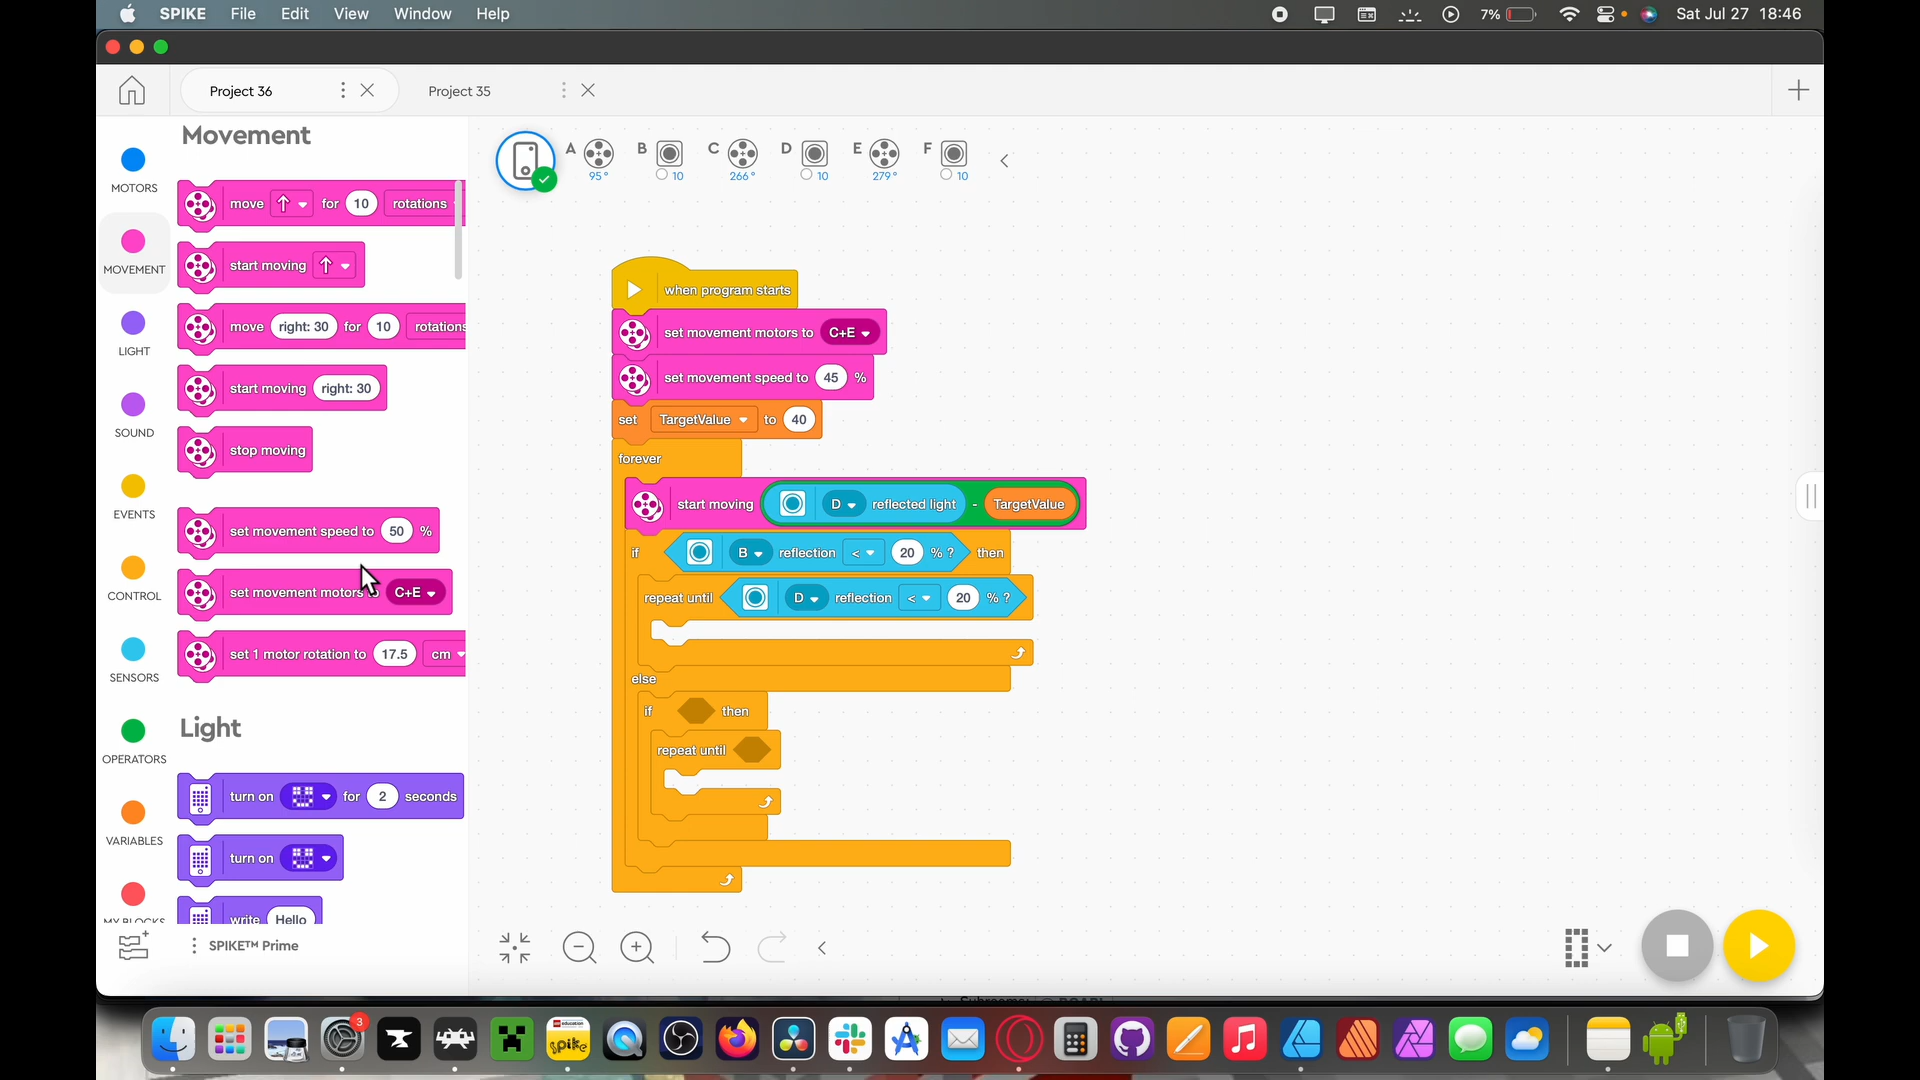 SPIKE File Edit View Window Help 7% Sat Jul 27 18:46
Project 36 Project 35
A 95° B 10 C 266° D 10 E 279° F 10
MOTORS
MOVEMENT
LIGHT
SOUND
EVENTS
CONTROL
SENSORS
OPERATORS
VARIABLES
MY BLOCKS
Movement
move for 10 rotations
start moving
move right: 30 for 10 rotations
start moving right: 30
stop moving
set movement speed to 50 %
set movement motors to C+E
set 1 motor rotation to 17.5 cm
Light
turn on for 2 seconds
turn on
write Hello
SPIKE™ Prime
when program starts
set movement motors to C+E
set movement speed to 45 %
set TargetValue to 40
forever
start moving D reflected light - TargetValue
if B reflection < 20 % ? then
repeat until D reflection < 20 % ?
else
if then
repeat until
3
education
spike